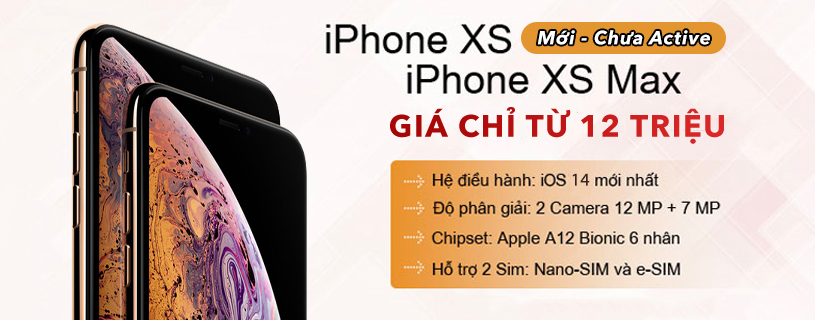 iPhone XS Mới - Chưa Active
iPhone XS Max
GIÁ CHỈ TỪ 12 TRIỆU
Hệ điều hành: iOS 14 mới nhất
Độ phân giải: 2 Camera 12 MP + 7 MP
Chipset: Apple A12 Bionic 6 nhân
Hỗ trợ 2 Sim: Nano-SIM và e-SIM